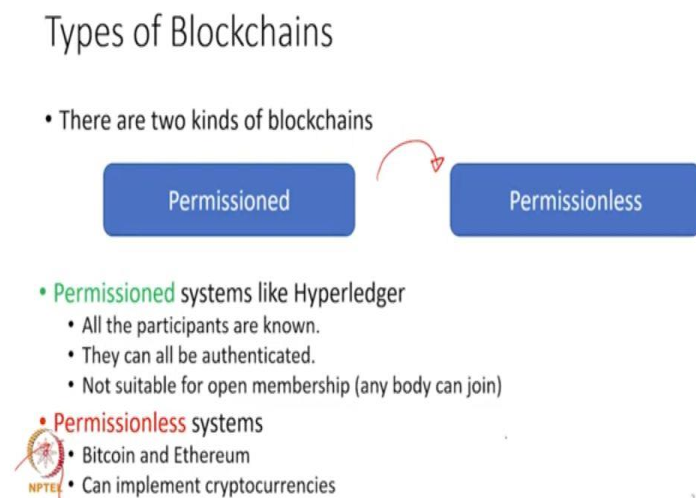 Types of Blockchains
• There are two kinds of blockchains
Permissioned
Permissionless
• Permissioned systems like Hyperledger
• All the participants are known.
• They can all be authenticated.
• Not suitable for open membership (any body can join)
• Permissionless systems
• Bitcoin and Ethereum
NPTEL
• Can implement cryptocurrencies